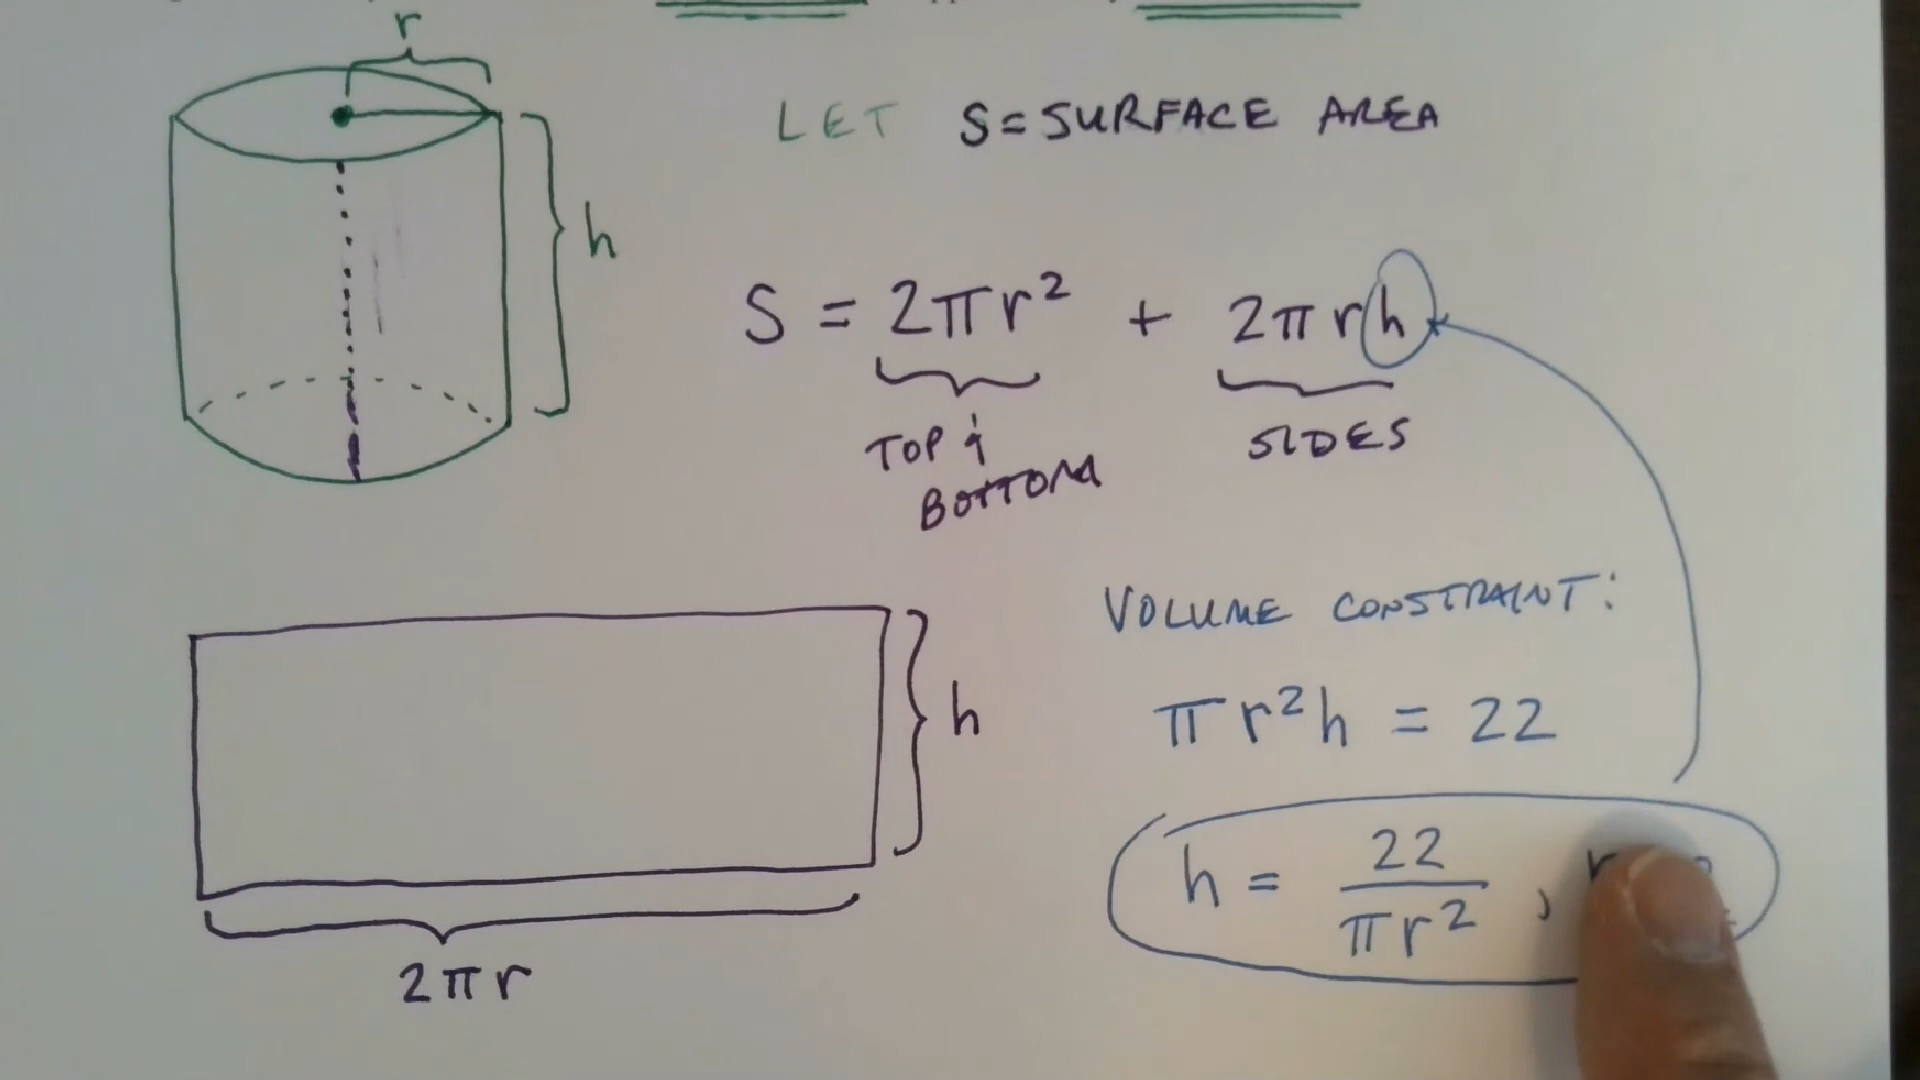 r
LET S = SURFACE AREA
h
S = 2πr² + 2πrh
TOP &
BOTTOM
SIDES
VOLUME CONSTRAINT:
h
πr²h = 22
h = 22/πr² ,
2πr